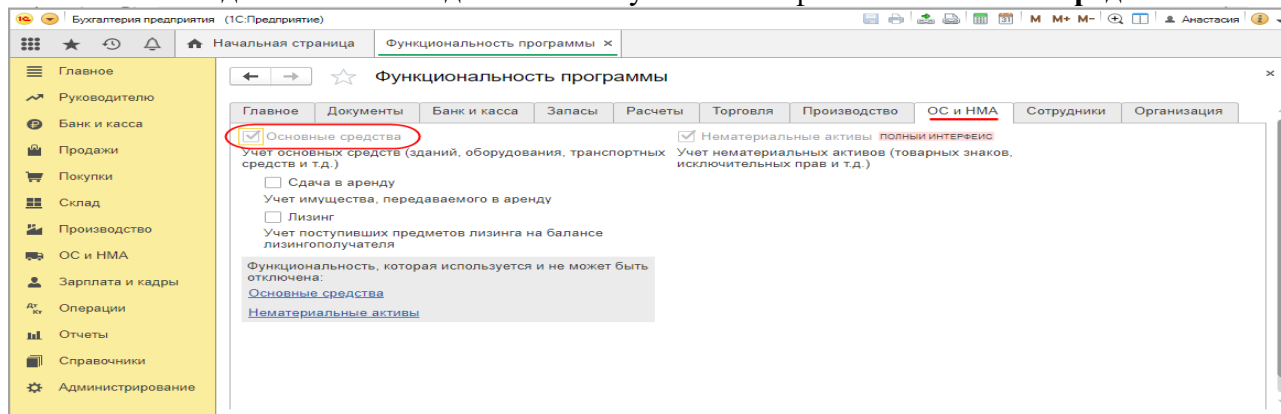 Бухгалтерия предприятия (1С:Предприятие)
M M+ M-
Анастасия
Начальная страница
Функциональность программы ×
Главное
Руководителю
Банк и касса
Продажи
Покупки
Склад
Производство
ОС и НМА
Зарплата и кадры
Операции
Отчеты
Справочники
Администрирование
Функциональность программы
Главное Документы Банк и касса Запасы Расчеты Торговля Производство ОС и НМА Сотрудники Организация
Основные средства
Учет основных средств (зданий, оборудования, транспортных
средств и т.д.)
Сдача в аренду
Учет имущества, передаваемого в аренду
Лизинг
Учет поступивших предметов лизинга на балансе
лизингополучателя
Функциональность, которая используется и не может быть
отключена:
Основные средства
Нематериальные активы
Нематериальные активы ПОЛНЫЙ ИНТЕРФЕЙС
Учет нематериальных активов (товарных знаков,
исключительных прав и т.д.)